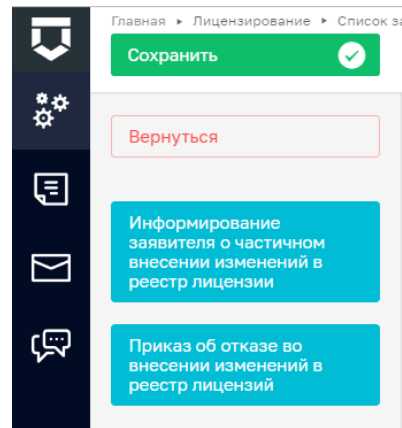 Главная ▸ Лицензирование ▸ Список за
Сохранить
Вернуться
Информирование
заявителя о частичном
внесении изменений в
реестр лицензии
Приказ об отказе во
внесении изменений в
реестр лицензий